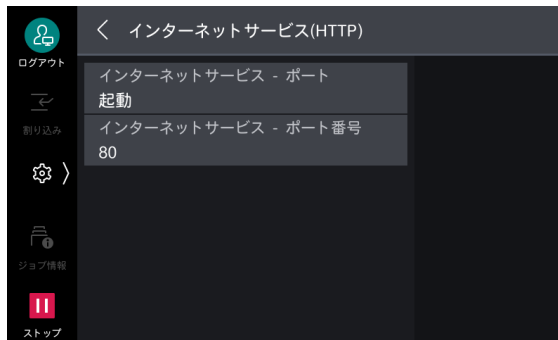 インターネットサービス(HTTP)
ログアウト
インターネットサービス - ポート
起動
割り込み
インターネットサービス - ポート番号
80
ジョブ情報
ストップ